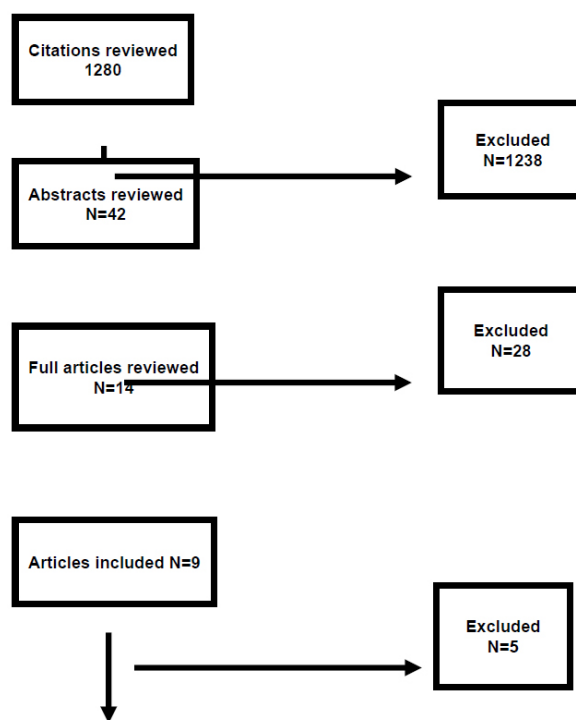 Citations reviewed
1280
Excluded
N=1238
Abstracts reviewed
N=42
Excluded
N=28
Full articles reviewed
N=14
Articles included N=9
Excluded
N=5